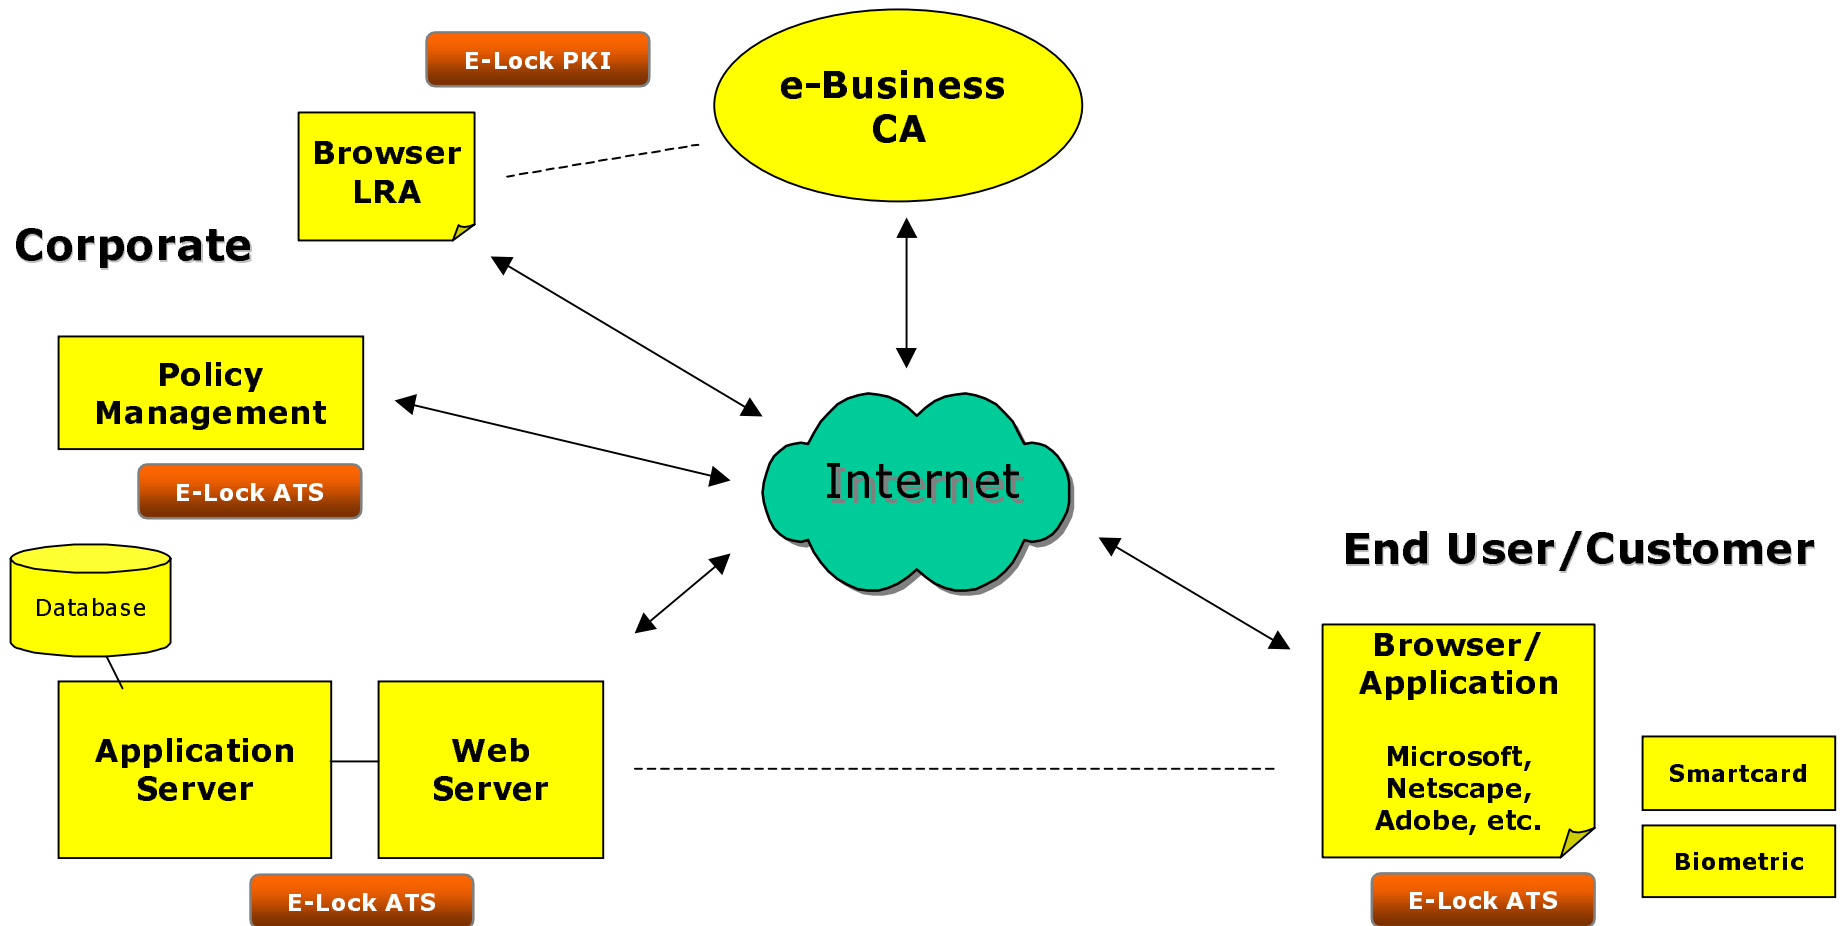 E-Lock PKI
e-Business
CA
Browser
LRA
Corporate
Policy
Management
E-Lock ATS
Internet
End User/Customer
Database
Browser/
Application
Microsoft,
Netscape,
Adobe, etc.
Application
Server
Web
Server
Smartcard
Biometric
E-Lock ATS
E-Lock ATS